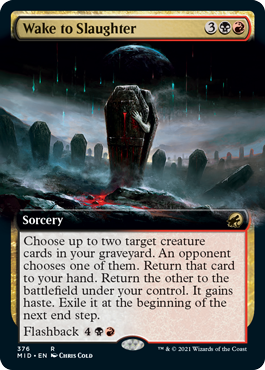 Wake to Slaughter 3
Sorcery
Choose up to two target creature
cards in your graveyard. An opponent
chooses one of them. Return that card
to your hand. Return the other to the
battlefield under your control. It gains
haste. Exile it at the beginning of the
next end step.
Flashback 4
376 R
MID • EN CHRIS COLD ™ & © 2021 Wizards of the Coast